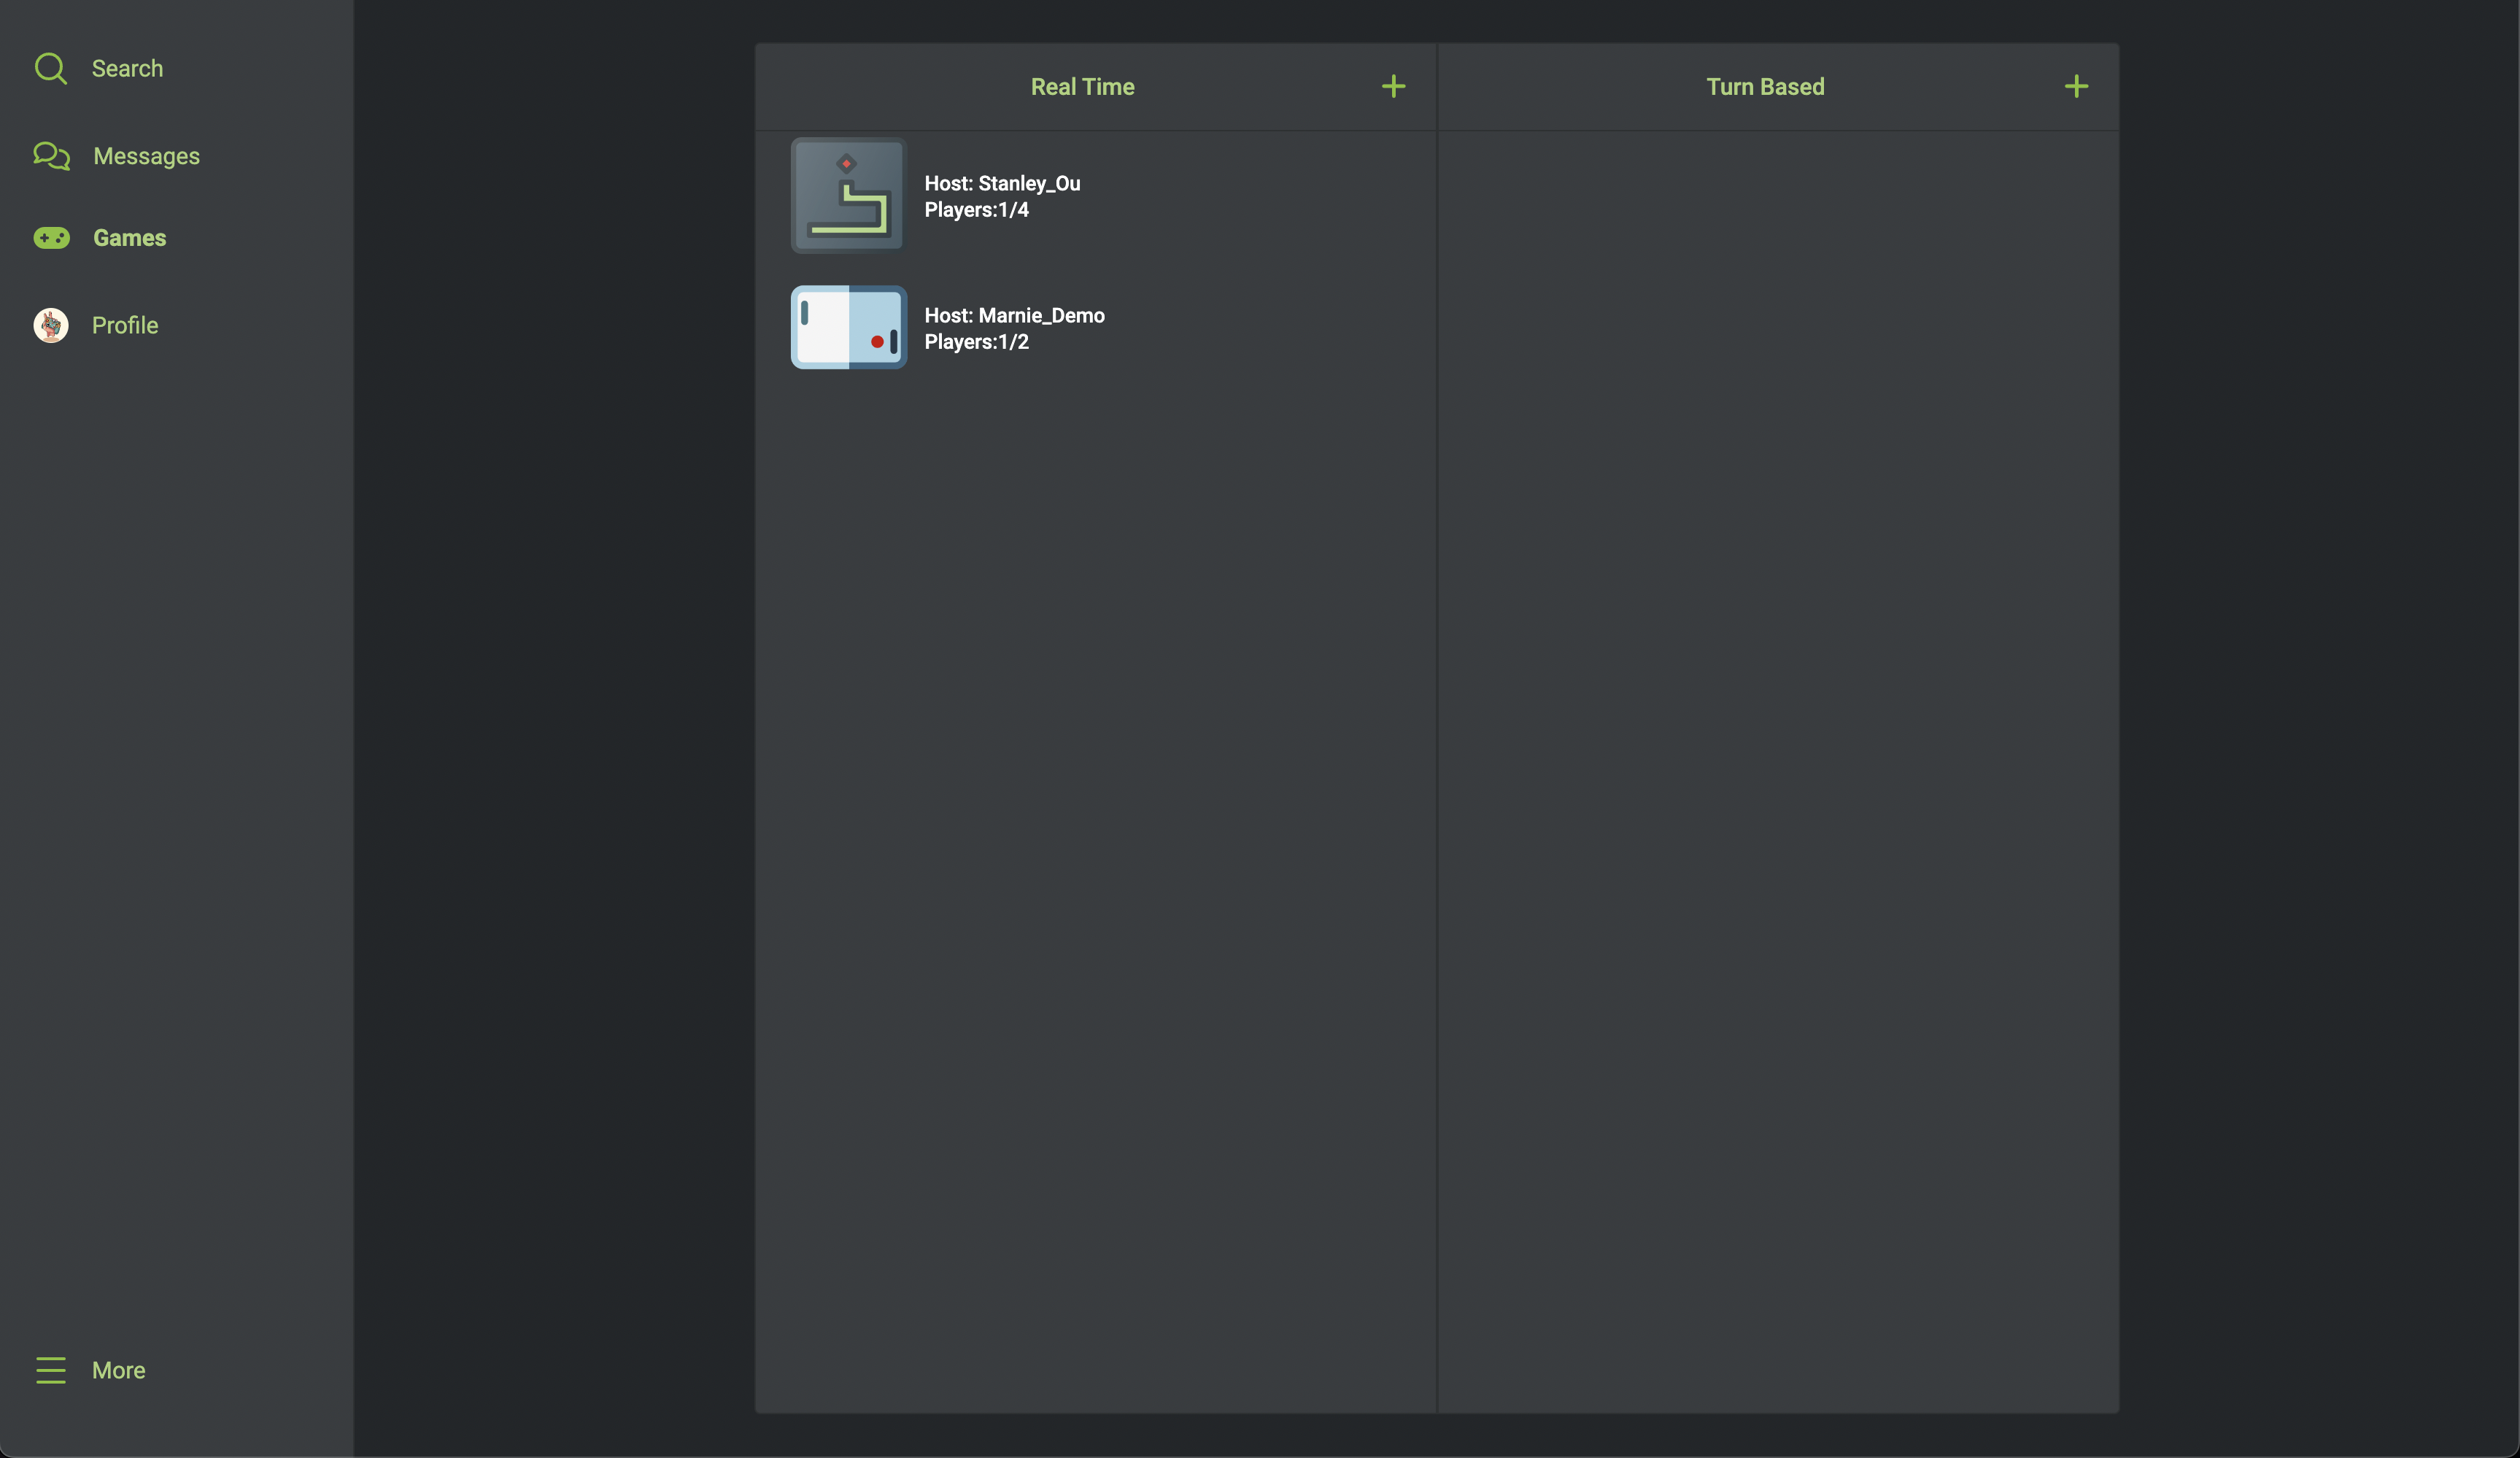 Search
Messages
Games
Profile
More
Real Time
Host: Stanley_Ou
Players:1/4
Host: Marnie_Demo
Players:1/2
Turn Based